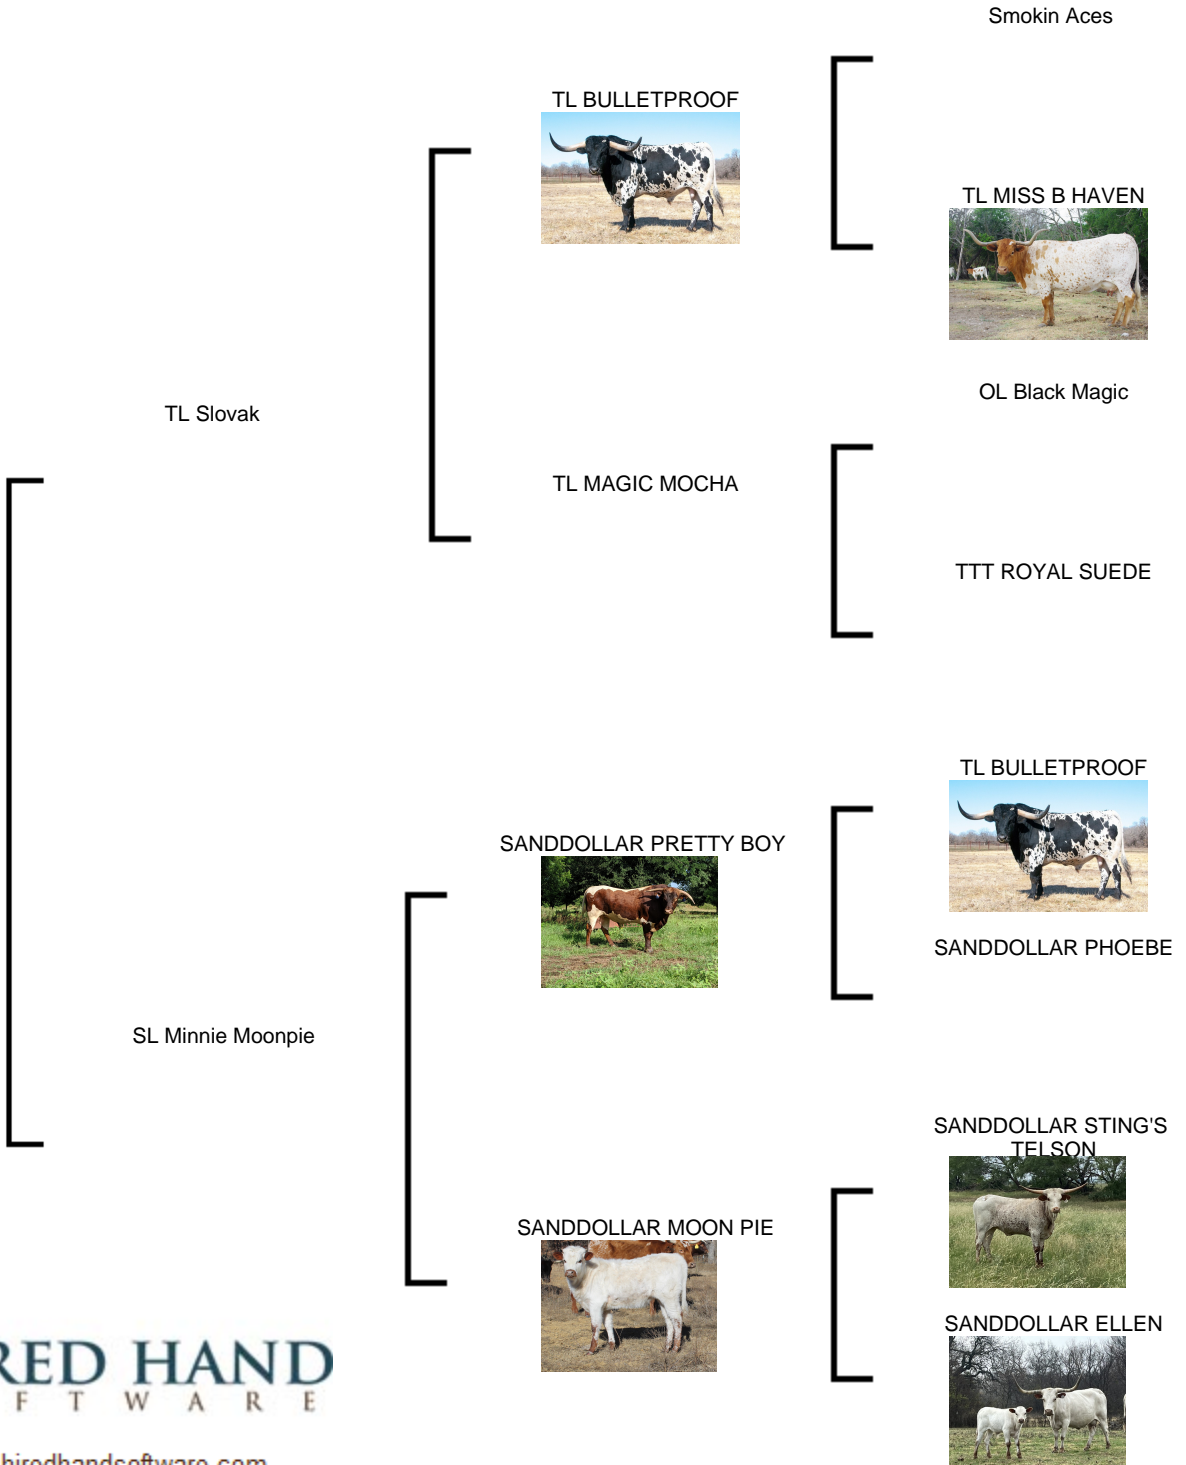 Smokin Aces
TL BULLETPROOF
TL MISS B HAVEN
TL Slovak
OL Black Magic
TL MAGIC MOCHA
TTT ROYAL SUEDE
TL BULLETPROOF
SANDDOLLAR PRETTY BOY
SANDDOLLAR PHOEBE
SL Minnie Moonpie
SANDDOLLAR STING'S
TELSON
SANDDOLLAR MOON PIE
SANDDOLLAR ELLEN
RED HAND
F T W A R E
hiredhandsoftware.com